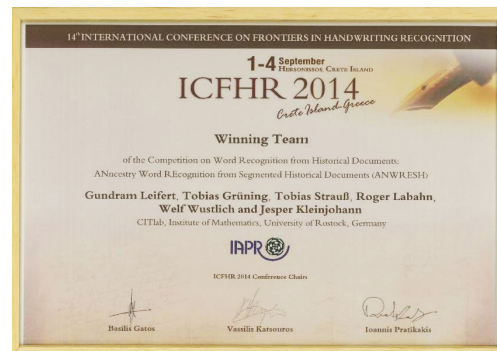 14th INTERNATIONAL CONFERENCE ON FRONTIERS IN HANDWRITING RECOGNITION
1-4 September
HERSONISSOS, CRETE ISLAND
ICFHR 2014
Crete Island-Greece
Winning Team
of the Competition on Word Recognition from Historical Documents:
ANncestry Word REcognition from Segmented Historical Documents (ANWRESH)
Gundram Leifert, Tobias Grüning, Tobias Strauß, Roger Labahn,
Welf Wustlich and Jesper Kleinjohann
CITlab, Institute of Mathematics, University of Rostock, Germany
IAPR
ICFHR 2014 Conference Chairs
Basilis Gatos Vassilis Katsouros Ioannis Pratikakis